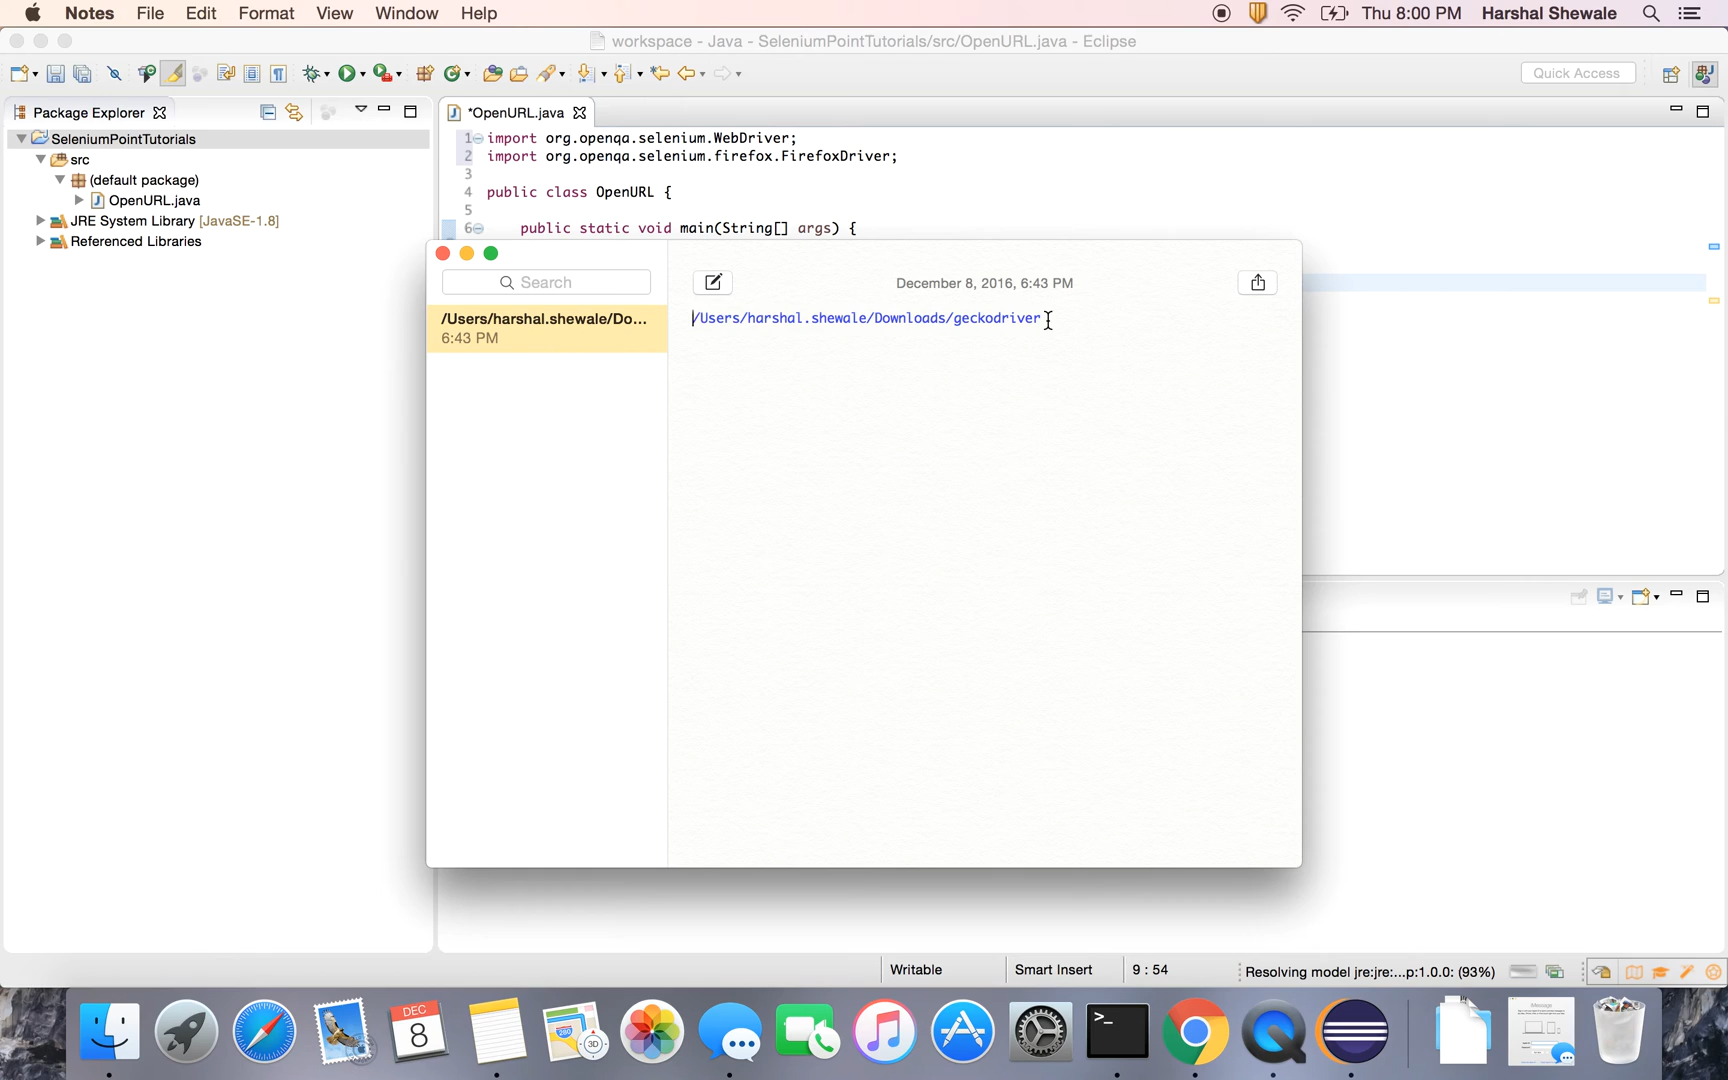 Notes File Edit Format View Window Help Thu 8:00 PM Harshal Shewale
workspace - Java - SeleniumPointTutorials/src/OpenURL.java - Eclipse
Quick Access
Package Explorer
*OpenURL.java
SeleniumPointTutorials
src
(default package)
OpenURL.java
JRE System Library [JavaSE-1.8]
Referenced Libraries
1 import org.openqa.selenium.WebDriver;
2 import org.openqa.selenium.firefox.FirefoxDriver;
3
4 public class OpenURL {
5
6 public static void main(String[] args) {
Search
December 8, 2016, 6:43 PM
/Users/harshal.shewale/Do...
6:43 PM
/Users/harshal.shewale/Downloads/geckodriver
Writable Smart Insert 9 : 54 Resolving model jre:jre:...p:1.0.0: (93%)
DEC
8
280
3D
>_
iMessage